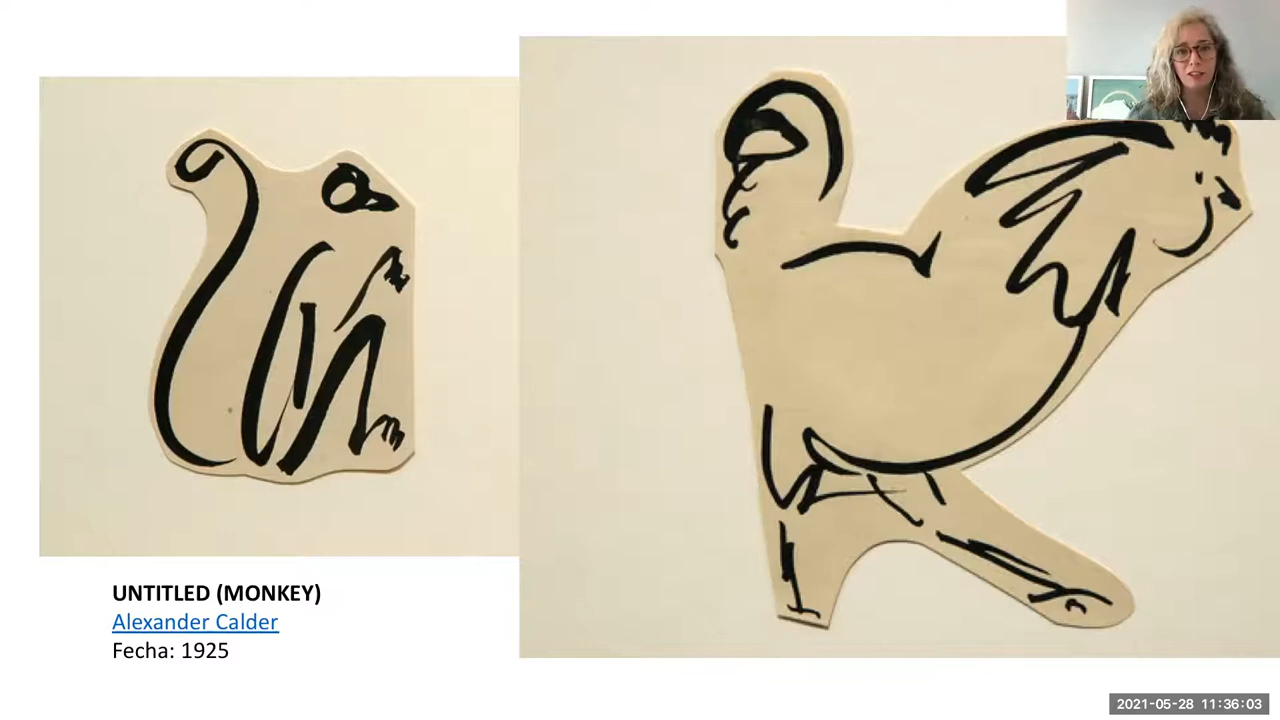 UNTITLED (MONKEY)
Alexander Calder
Fecha: 1925
2021-05-28 11:36:03